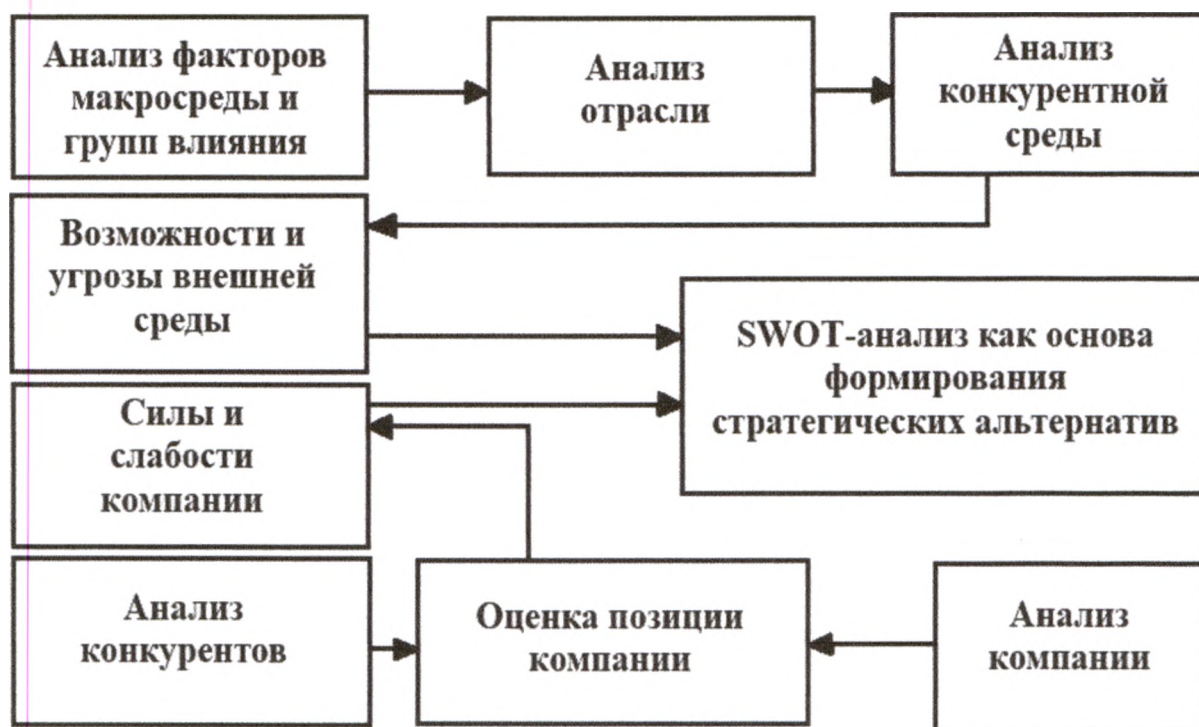 Анализ факторов
макросреды и
групп влияния
Анализ
отрасли
Анализ
конкурентной
среды
Возможности и
угрозы внешней
среды
SWOT-анализ как основа
формирования
стратегических альтернатив
Силы и
слабости
компании
Анализ
конкурентов
Оценка позиции
компании
Анализ
компании